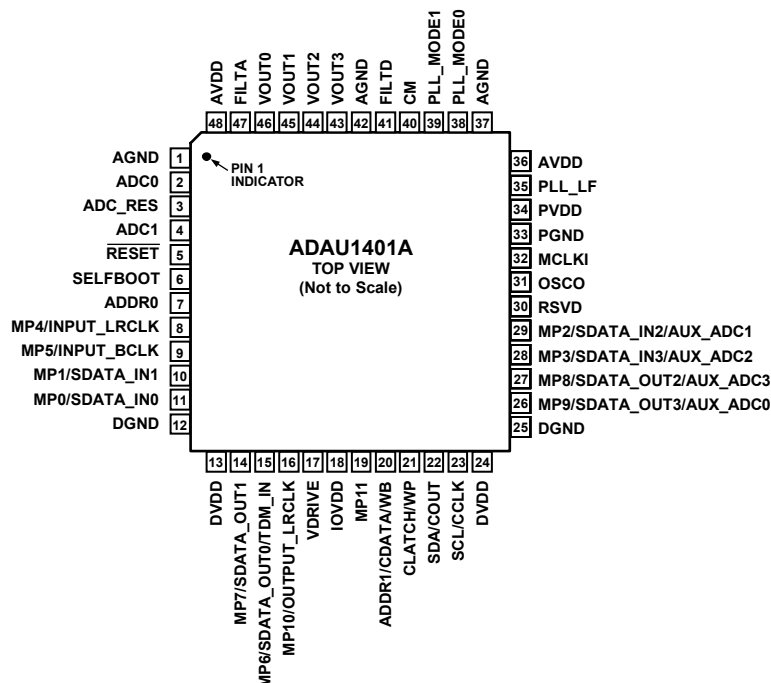 AVDD
FILTA
VOUT0
VOUT1
VOUT2
VOUT3
AGND
FILTD
CM
PLL_MODE1
PLL_MODE0
AGND
48
47
46
45
44
43
42
41
40
39
38
37
AGND 1
ADC0 2
ADC_RES 3
ADC1 4
RESET 5
SELFBOOT 6
ADDR0 7
MP4/INPUT_LRCLK 8
MP5/INPUT_BCLK 9
MP1/SDATA_IN1 10
MP0/SDATA_IN0 11
DGND 12
PIN 1
INDICATOR
ADAU1401A
TOP VIEW
(Not to Scale)
36 AVDD
35 PLL_LF
34 PVDD
33 PGND
32 MCLKI
31 OSCO
30 RSVD
29 MP2/SDATA_IN2/AUX_ADC1
28 MP3/SDATA_IN3/AUX_ADC2
27 MP8/SDATA_OUT2/AUX_ADC3
26 MP9/SDATA_OUT3/AUX_ADC0
25 DGND
13
14
15
16
17
18
19
20
21
22
23
24
DVDD
MP7/SDATA_OUT1
MP6/SDATA_OUT0/TDM_IN
MP10/OUTPUT_LRCLK
VDRIVE
IOVDD
MP11
ADDR1/CDATA/WB
CLATCH/WP
SDA/COUT
SCL/CCLK
DVDD